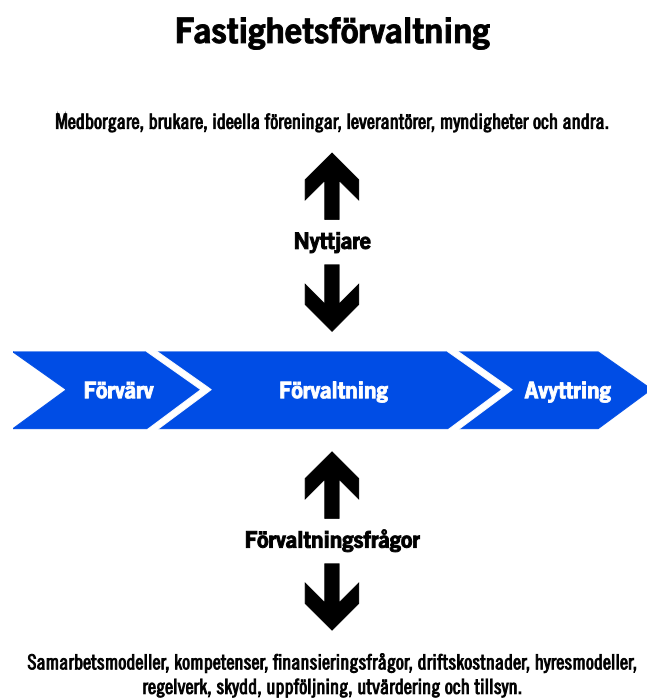 Fastighetsförvaltning
Medborgare, brukare, ideella föreningar, leverantörer, myndigheter och andra.
Nyttjare
Förvärv
Förvaltning
Avyttring
Förvaltningsfrågor
Samarbetsmodeller, kompetenser, finansieringsfrågor, driftskostnader, hyresmodeller,
regelverk, skydd, uppföljning, utvärdering och tillsyn.